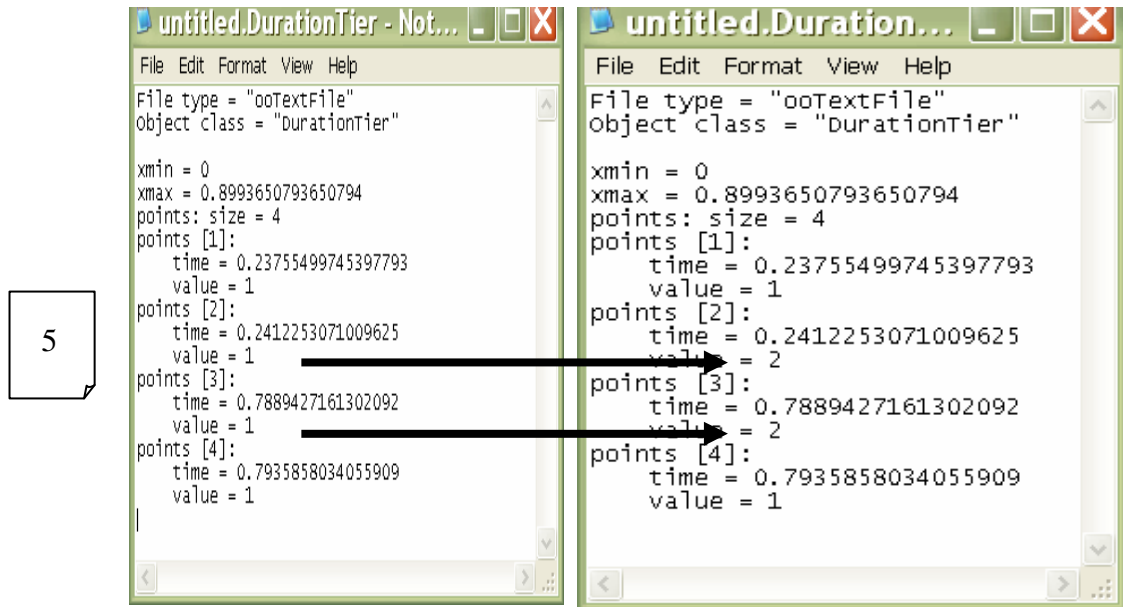 5
untitled.DurationTier - Not...
File Edit Format View Help
File type = "ooTextFile"
Object class = "DurationTier"
xmin = 0
xmax = 0.8993650793650794
points: size = 4
points [1]:
time = 0.23755499745397793
value = 1
points [2]:
time = 0.2412253071009625
value = 1
points [3]:
time = 0.7889427161302092
value = 1
points [4]:
time = 0.7935858034055909
value = 1
untitled.Duration...
File Edit Format View Help
File type = "ooTextFile"
Object class = "DurationTier"
xmin = 0
xmax = 0.8993650793650794
points: size = 4
points [1]:
time = 0.23755499745397793
value = 1
points [2]:
time = 0.2412253071009625
value = 2
points [3]:
time = 0.7889427161302092
value = 2
points [4]:
time = 0.7935858034055909
value = 1